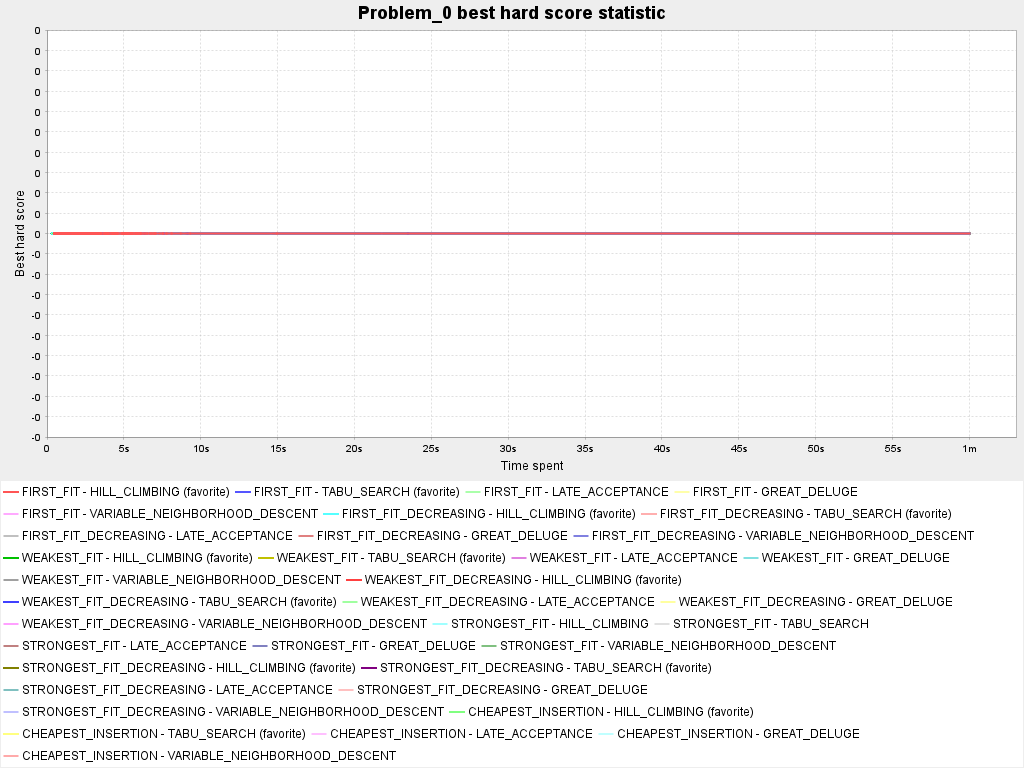 Problem_0 best hard score statistic
0
0
0
0
0
0
0
0
0
0
0
-0
-0
-0
-0
-0
-0
-0
-0
-0
-0
Best hard score
0 5s 10s 15s 20s 25s 30s 35s 40s 45s 50s 55s 1m
Time spent
FIRST_FIT - HILL_CLIMBING (favorite) FIRST_FIT - TABU_SEARCH (favorite) FIRST_FIT - LATE_ACCEPTANCE FIRST_FIT - GREAT_DELUGE
FIRST_FIT - VARIABLE_NEIGHBORHOOD_DESCENT FIRST_FIT_DECREASING - HILL_CLIMBING (favorite) FIRST_FIT_DECREASING - TABU_SEARCH (favorite)
FIRST_FIT_DECREASING - LATE_ACCEPTANCE FIRST_FIT_DECREASING - GREAT_DELUGE FIRST_FIT_DECREASING - VARIABLE_NEIGHBORHOOD_DESCENT
WEAKEST_FIT - HILL_CLIMBING (favorite) WEAKEST_FIT - TABU_SEARCH (favorite) WEAKEST_FIT - LATE_ACCEPTANCE WEAKEST_FIT - GREAT_DELUGE
WEAKEST_FIT - VARIABLE_NEIGHBORHOOD_DESCENT WEAKEST_FIT_DECREASING - HILL_CLIMBING (favorite)
WEAKEST_FIT_DECREASING - TABU_SEARCH (favorite) WEAKEST_FIT_DECREASING - LATE_ACCEPTANCE WEAKEST_FIT_DECREASING - GREAT_DELUGE
WEAKEST_FIT_DECREASING - VARIABLE_NEIGHBORHOOD_DESCENT STRONGEST_FIT - HILL_CLIMBING STRONGEST_FIT - TABU_SEARCH
STRONGEST_FIT - LATE_ACCEPTANCE STRONGEST_FIT - GREAT_DELUGE STRONGEST_FIT - VARIABLE_NEIGHBORHOOD_DESCENT
STRONGEST_FIT_DECREASING - HILL_CLIMBING (favorite) STRONGEST_FIT_DECREASING - TABU_SEARCH (favorite)
STRONGEST_FIT_DECREASING - LATE_ACCEPTANCE STRONGEST_FIT_DECREASING - GREAT_DELUGE
STRONGEST_FIT_DECREASING - VARIABLE_NEIGHBORHOOD_DESCENT CHEAPEST_INSERTION - HILL_CLIMBING (favorite)
CHEAPEST_INSERTION - TABU_SEARCH (favorite) CHEAPEST_INSERTION - LATE_ACCEPTANCE CHEAPEST_INSERTION - GREAT_DELUGE
CHEAPEST_INSERTION - VARIABLE_NEIGHBORHOOD_DESCENT